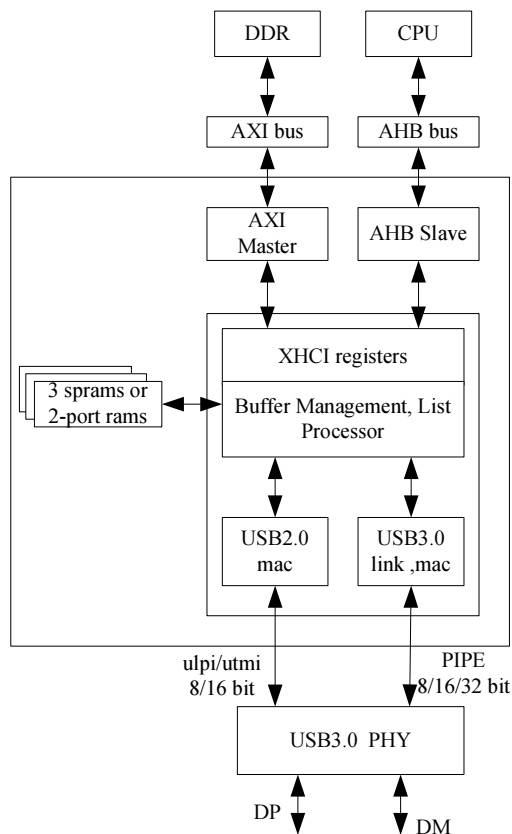 DDR
CPU
AXI bus
AHB bus
AXI
Master
AHB Slave
XHCI registers
3 sprams or
2-port rams
Buffer Management, List
Processor
USB2.0
mac
USB3.0
link ,mac
ulpi/utmi
8/16 bit
PIPE
8/16/32 bit
USB3.0 PHY
DP
DM